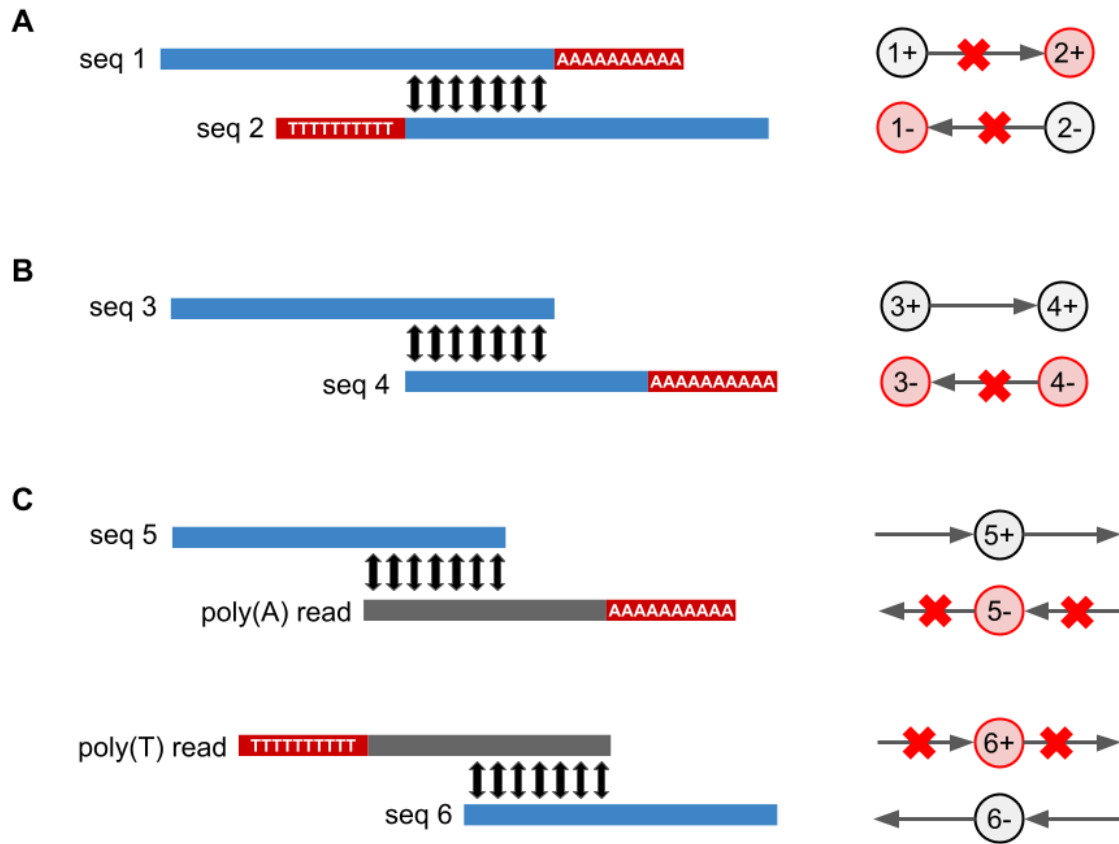 A
seq 1 AAAAAAAAAA 1+ 2+
seq 2 TTTTTTTTTT 1- 2-
B
seq 3 3+ 4+
seq 4 AAAAAAAAAA 3- 4-
C
seq 5 5+
poly(A) read AAAAAAAAAA 5-
poly(T) read TTTTTTTTTT 6+
seq 6 6-